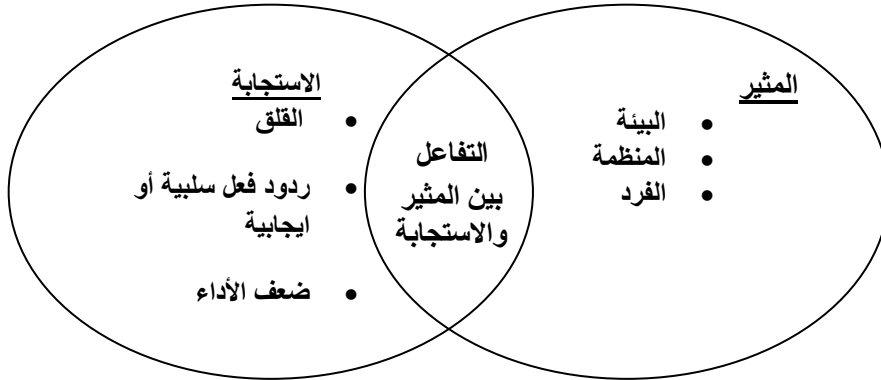 المثير
• البيئة
• المنظمة
• الفرد
التفاعل
بين المثير
والاستجابة
الاستجابة
• القلق
• ردود فعل سلبية أو
ايجابية
• ضعف الأداء